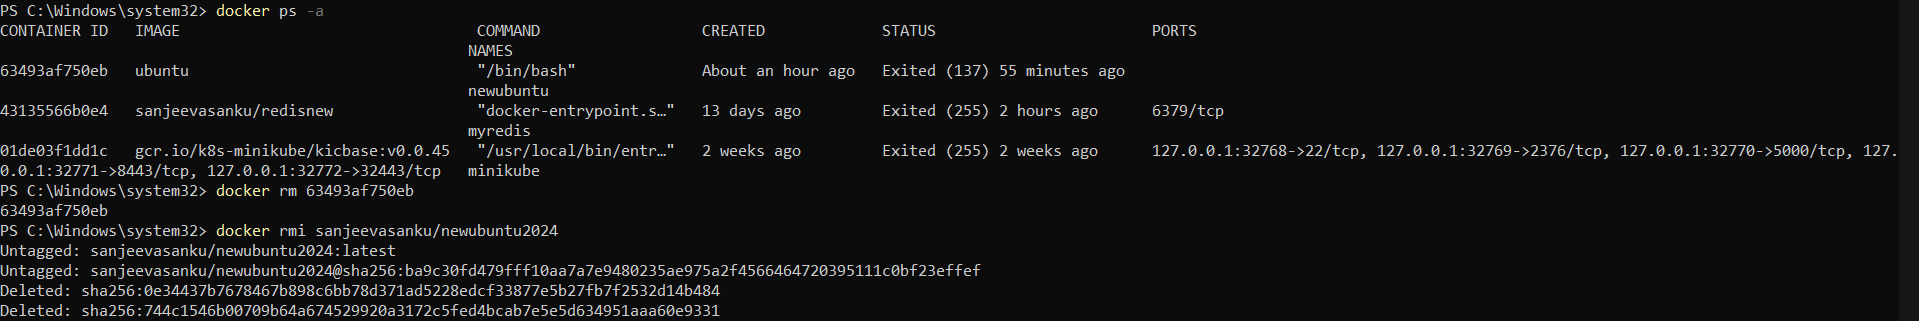 PS C:\Windows\system32> docker ps -a
CONTAINER ID   IMAGE                                 COMMAND                  CREATED             STATUS                        PORTS
                                                    NAMES
63493af750eb   ubuntu                                "/bin/bash"              About an hour ago   Exited (137) 55 minutes ago
                                                    newubuntu
43135566b0e4   sanjeevasanku/redisnew                "docker-entrypoint.s…"   13 days ago         Exited (255) 2 hours ago      6379/tcp
                                                    myredis
01de03f1dd1c   gcr.io/k8s-minikube/kicbase:v0.0.45   "/usr/local/bin/entr…"   2 weeks ago         Exited (255) 2 weeks ago      127.0.0.1:32768->22/tcp, 127.0.0.1:32769->2376/tcp, 127.0.0.1:32770->5000/tcp, 127.
0.0.1:32771->8443/tcp, 127.0.0.1:32772->32443/tcp   minikube
PS C:\Windows\system32> docker rm 63493af750eb
63493af750eb
PS C:\Windows\system32> docker rmi sanjeevasanku/newubuntu2024
Untagged: sanjeevasanku/newubuntu2024:latest
Untagged: sanjeevasanku/newubuntu2024@sha256:ba9c30fd479fff10aa7a7e9480235ae975a2f4566464720395111c0bf23effef
Deleted: sha256:0e34437b7678467b898c6bb78d371ad5228edcf33877e5b27fb7f2532d14b484
Deleted: sha256:744c1546b00709b64a674529920a3172c5fed4bcab7e5e5d634951aaa60e9331